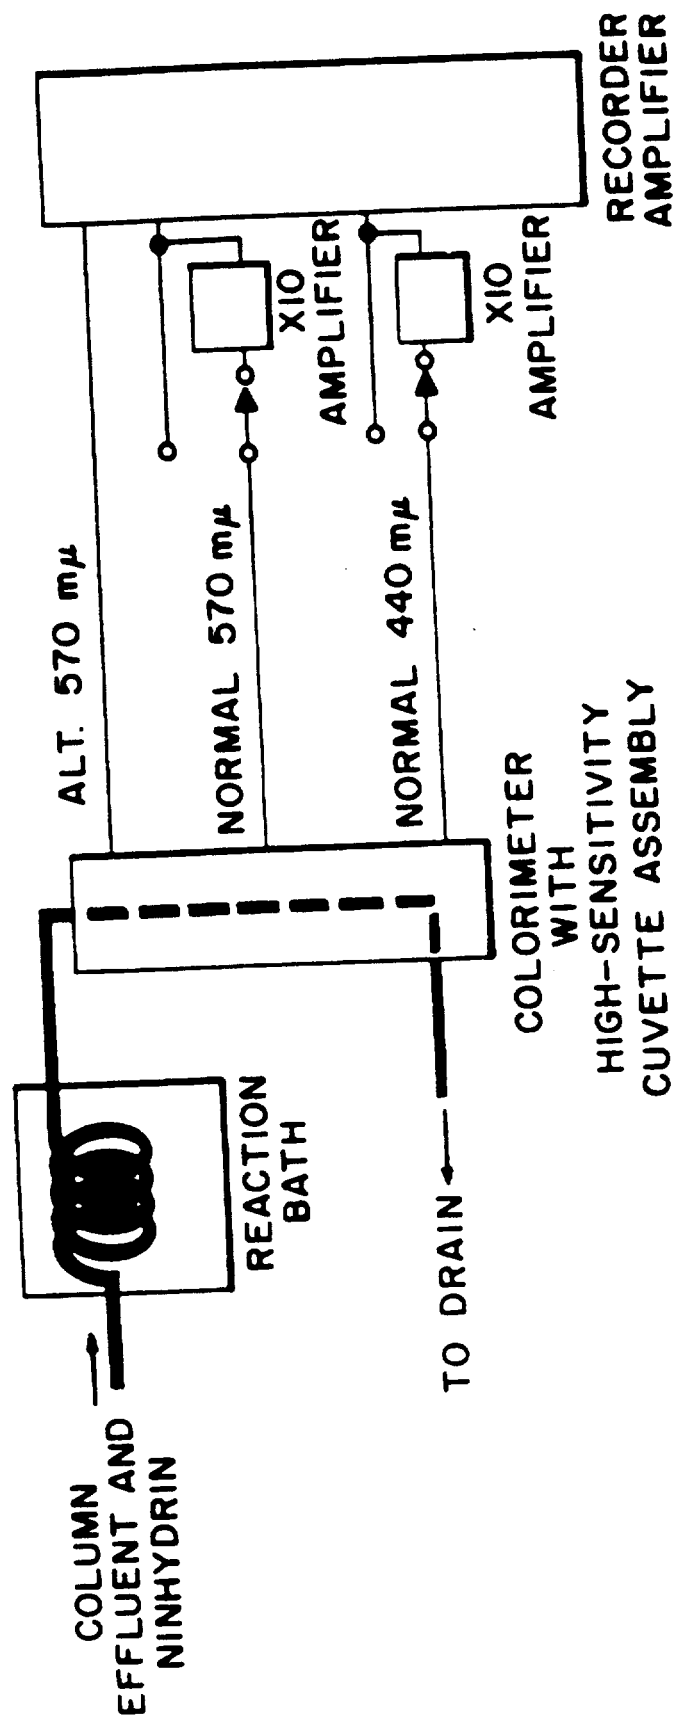 COLUMN
EFFLUENT AND
NINHYDRIN
REACTION
BATH
TO DRAIN
COLORIMETER
WITH
HIGH-SENSITIVITY
CUVETTE ASSEMBLY
ALT. 570 mμ
NORMAL 570 mμ
NORMAL 440 mμ
X10
AMPLIFIER
X10
AMPLIFIER
RECORDER
AMPLIFIER